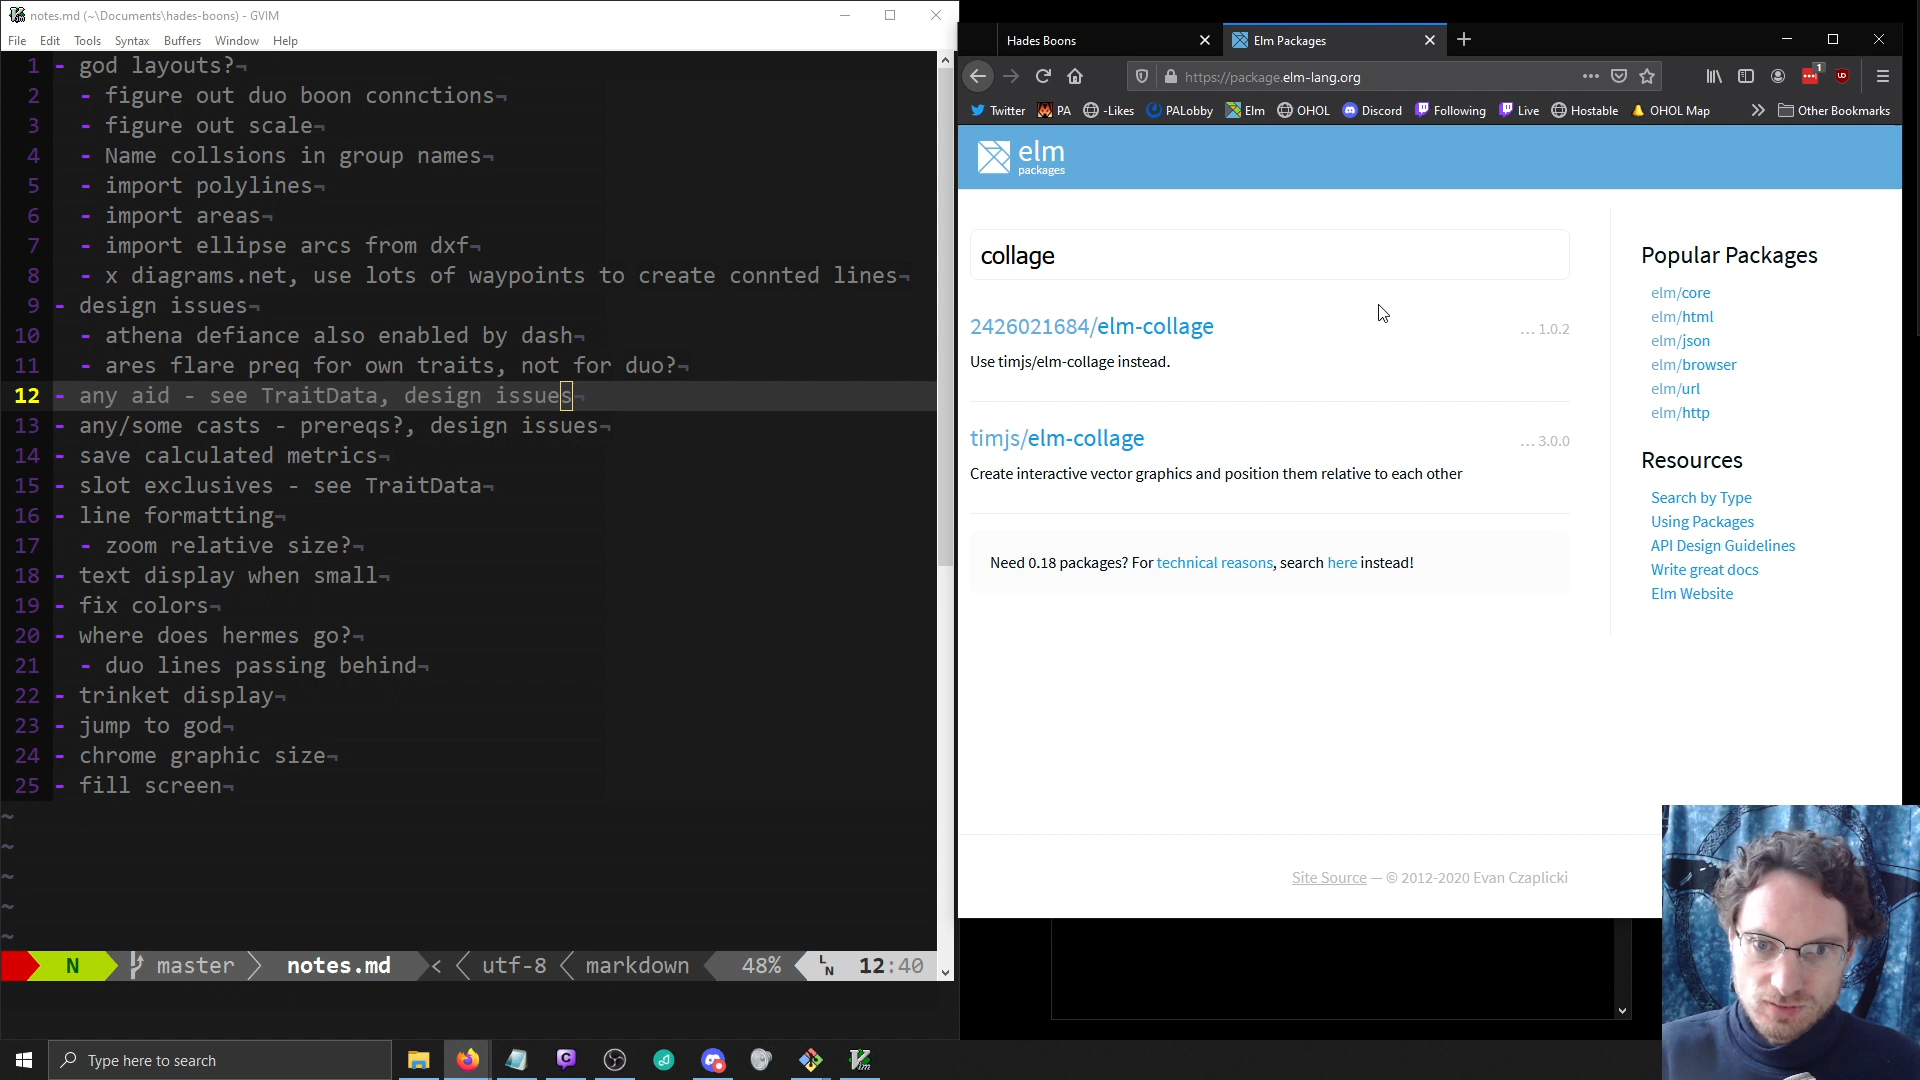 notes.md (~\Documents\hades-boons) - GVIM
File Edit Tools Syntax Buffers Window Help
1 - god layouts?¬
2 - figure out duo boon connctions¬
3 - figure out scale¬
4 - Name collsions in group names¬
5 - import polylines¬
6 - import areas¬
7 - import ellipse arcs from dxf¬
8 - x diagrams.net, use lots of waypoints to create connted lines¬
9 - design issues¬
10 - athena defiance also enabled by dash¬
11 - ares flare preq for own traits, not for duo?¬
12 - any aid - see TraitData, design issues¬
13 - any/some casts - prereqs?, design issues¬
14 - save calculated metrics¬
15 - slot exclusives - see TraitData¬
16 - line formatting¬
17 - zoom relative size?¬
18 - text display when small¬
19 - fix colors¬
20 - where does hermes go?¬
21 - duo lines passing behind¬
22 - trinket display¬
23 - jump to god¬
24 - chrome graphic size¬
25 - fill screen¬
~
~
~
~
~
N master notes.md < utf-8 markdown 48% LN 12:40
Hades Boons
Elm Packages
https://package.elm-lang.org
1
Twitter PA -Likes PALobby Elm OHOL Discord Following Live Hostable OHOL Map Other Bookmarks
elm
packages
collage
2426021684/elm-collage … 1.0.2
Use timjs/elm-collage instead.
timjs/elm-collage … 3.0.0
Create interactive vector graphics and position them relative to each other
Need 0.18 packages? For technical reasons, search here instead!
Popular Packages
elm/core
elm/html
elm/json
elm/browser
elm/url
elm/http
Resources
Search by Type
Using Packages
API Design Guidelines
Write great docs
Elm Website
Site Source — © 2012-2020 Evan Czaplicki
Type here to search